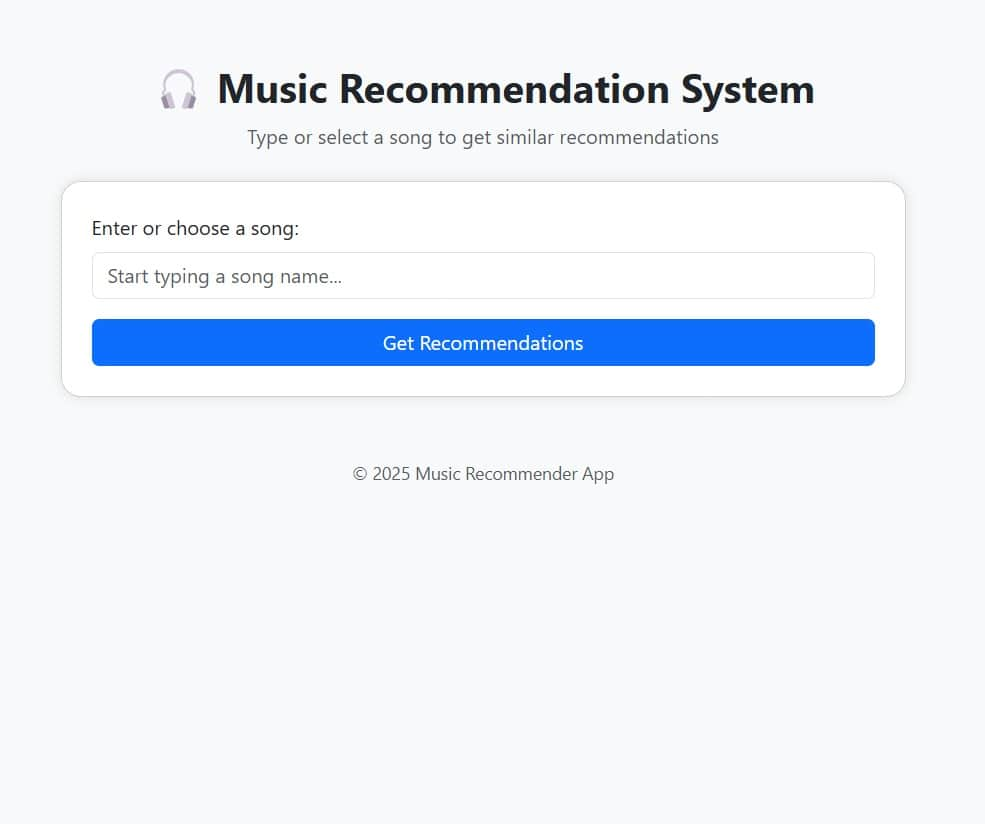 🎧 Music Recommendation System
Type or select a song to get similar recommendations
Enter or choose a song:
Start typing a song name...
Get Recommendations
© 2025 Music Recommender App